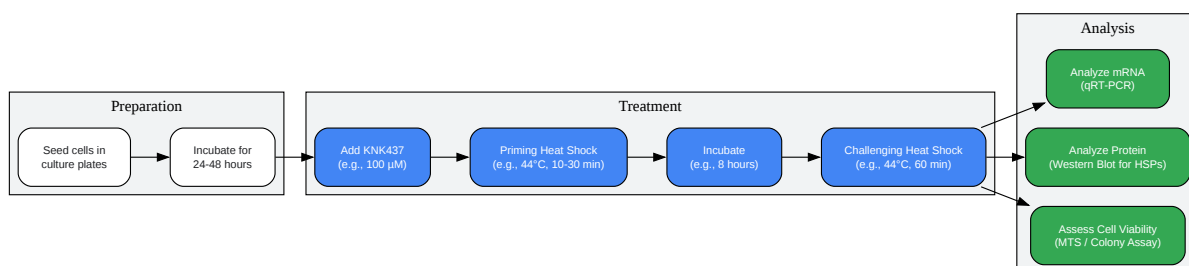 Preparation
Seed cells in
culture plates
Incubate for
24-48 hours
Treatment
Add KNK437
(e.g., 100 µM)
Priming Heat Shock
(e.g., 44°C, 10-30 min)
Incubate
(e.g., 8 hours)
Challenging Heat Shock
(e.g., 44°C, 60 min)
Analysis
Analyze mRNA
(qRT-PCR)
Analyze Protein
(Western Blot for HSPs)
Assess Cell Viability
(MTS / Colony Assay)